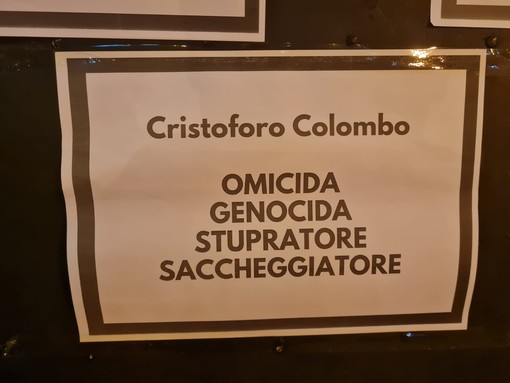 Cristoforo Colombo
OMICIDA
GENOCIDA
STUPRATORE
SACCHEGGIATORE